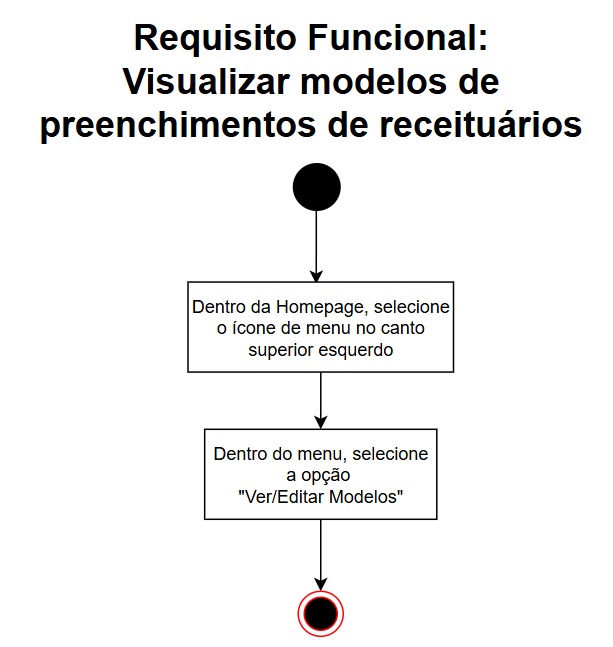 Requisito Funcional:
Visualizar modelos de
preenchimentos de receituários
Dentro da Homepage, selecione
o ícone de menu no canto
superior esquerdo
Dentro do menu, selecione
a opção
"Ver/Editar Modelos"